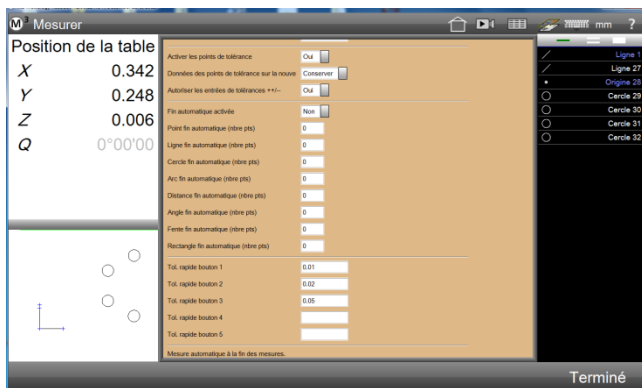 M³ Mesurer
mm ?
Position de la table
X 0.342
Y 0.248
Z 0.006
Q 0°00'00
Activer les points de tolérance Oui
Données des points de tolérance sur la nouve Conserver
Autoriser les entrées de tolérances ++/-- Oui
Fin automatique activée Non
Point fin automatique (nbre pts) 0
Ligne fin automatique (nbre pts) 0
Cercle fin automatique (nbre pts) 0
Arc fin automatique (nbre pts) 0
Distance fin automatique (nbre pts) 0
Angle fin automatique (nbre pts) 0
Fente fin automatique (nbre pts) 0
Rectangle fin automatique (nbre pts) 0
Tol. rapide bouton 1 0.01
Tol. rapide bouton 2 0.02
Tol. rapide bouton 3 0.05
Tol. rapide bouton 4
Tol. rapide bouton 5
Mesure automatique à la fin des mesures.
Ligne 1
Ligne 27
Origine 28
Cercle 29
Cercle 30
Cercle 31
Cercle 32
Terminé